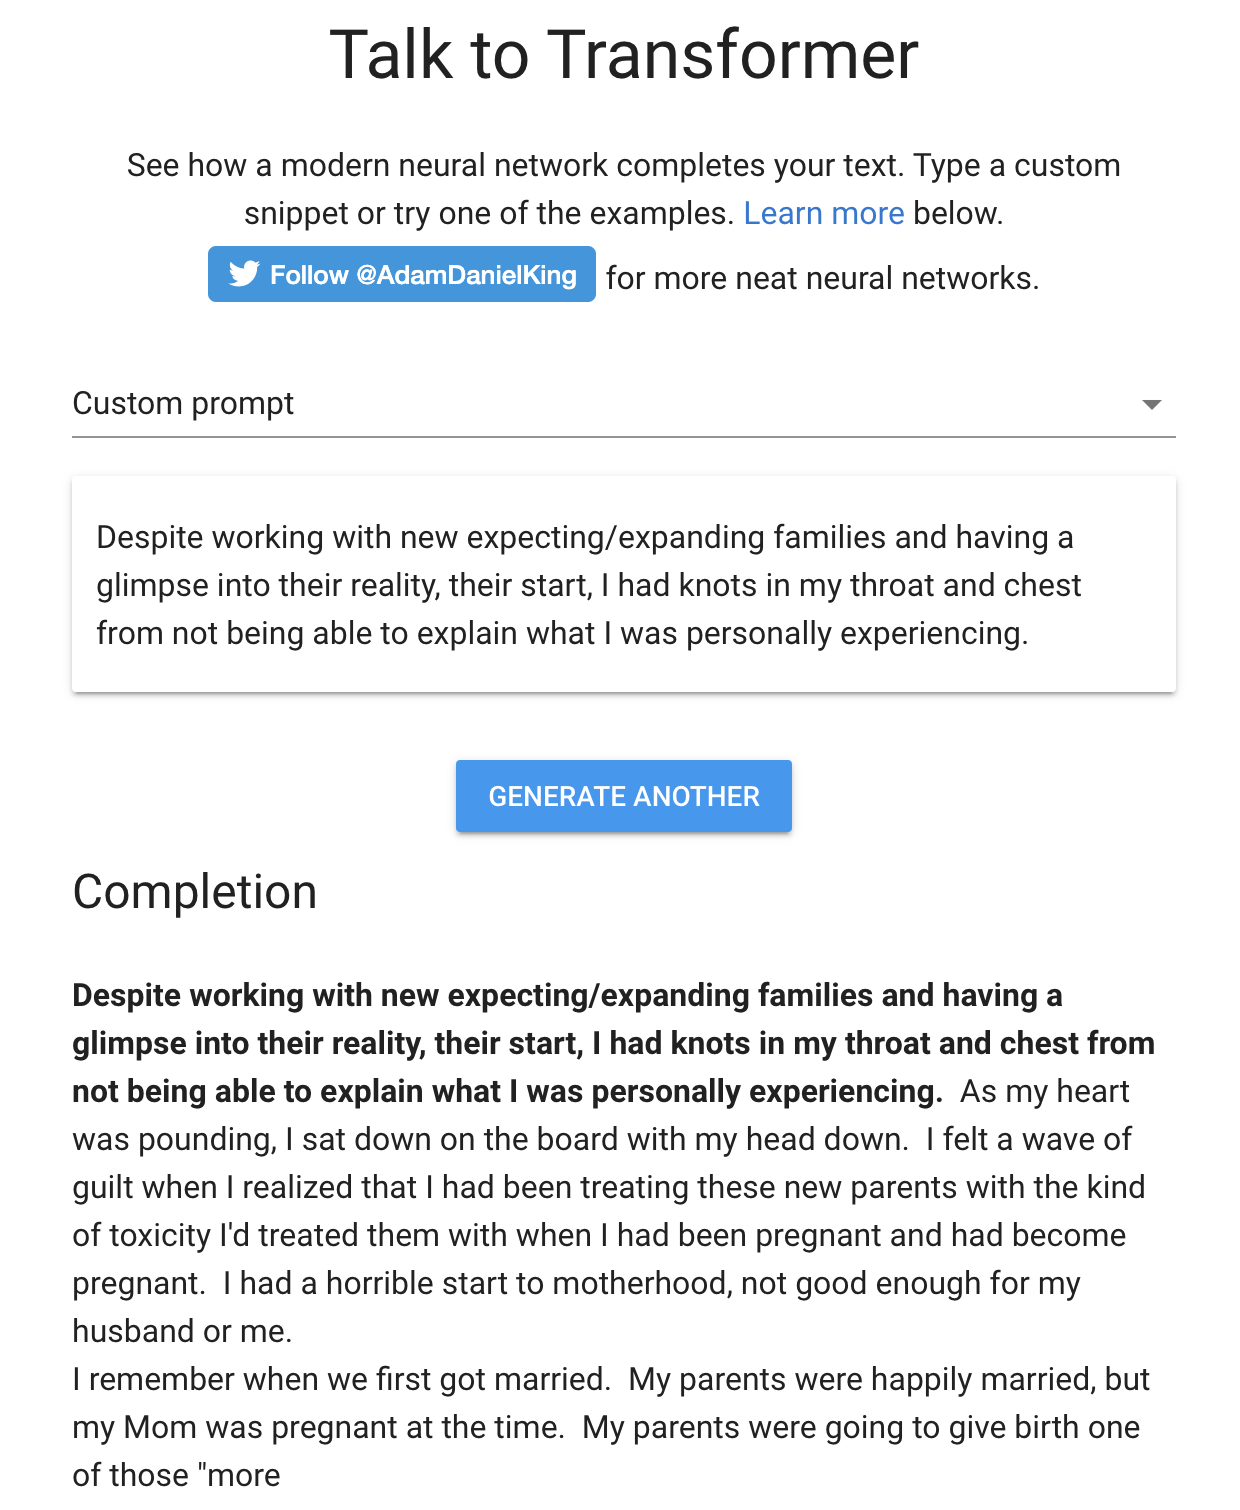 Talk to Transformer
See how a modern neural network completes your text. Type a custom
snippet or try one of the examples. Learn more below.
Follow @AdamDanielKing for more neat neural networks.
Custom prompt
Despite working with new expecting/expanding families and having a
glimpse into their reality, their start, I had knots in my throat and chest
from not being able to explain what I was personally experiencing.
GENERATE ANOTHER
Completion
Despite working with new expecting/expanding families and having a
glimpse into their reality, their start, I had knots in my throat and chest from
not being able to explain what I was personally experiencing.  As my heart
was pounding, I sat down on the board with my head down.  I felt a wave of
guilt when I realized that I had been treating these new parents with the kind
of toxicity I'd treated them with when I had been pregnant and had become
pregnant.  I had a horrible start to motherhood, not good enough for my
husband or me.
I remember when we first got married.  My parents were happily married, but
my Mom was pregnant at the time.  My parents were going to give birth one
of those "more